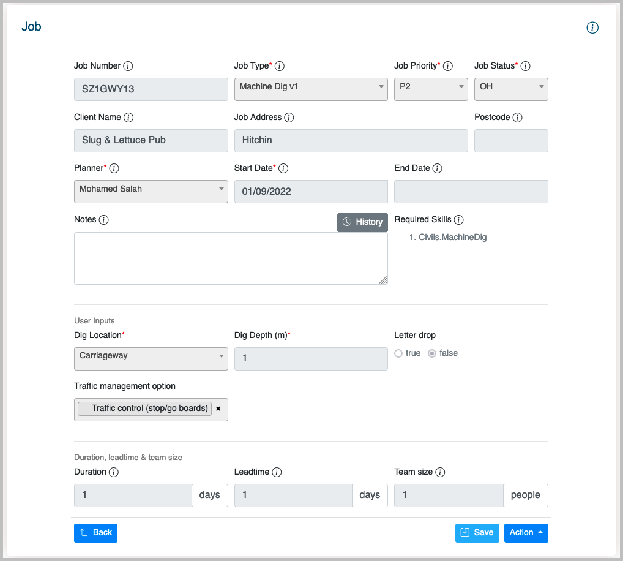 Job
Job Number Job Type* Job Priority* Job Status*
SZ1GWY13 Machine Dig v1 P2 OH
Client Name Job Address Postcode
Slug & Lettuce Pub Hitchin
Planner* Start Date* End Date
Mohamed Salah 01/09/2022
Notes History Required Skills
1. Civils.MachineDig
User inputs
Dig Location* Dig Depth (m)* Letter drop
Carriageway 1 true false
Traffic management option
Traffic control (stop/go boards) ×
Duration, leadtime & team size
Duration Leadtime Team size
1 days 1 days 1 people
Back Save Action